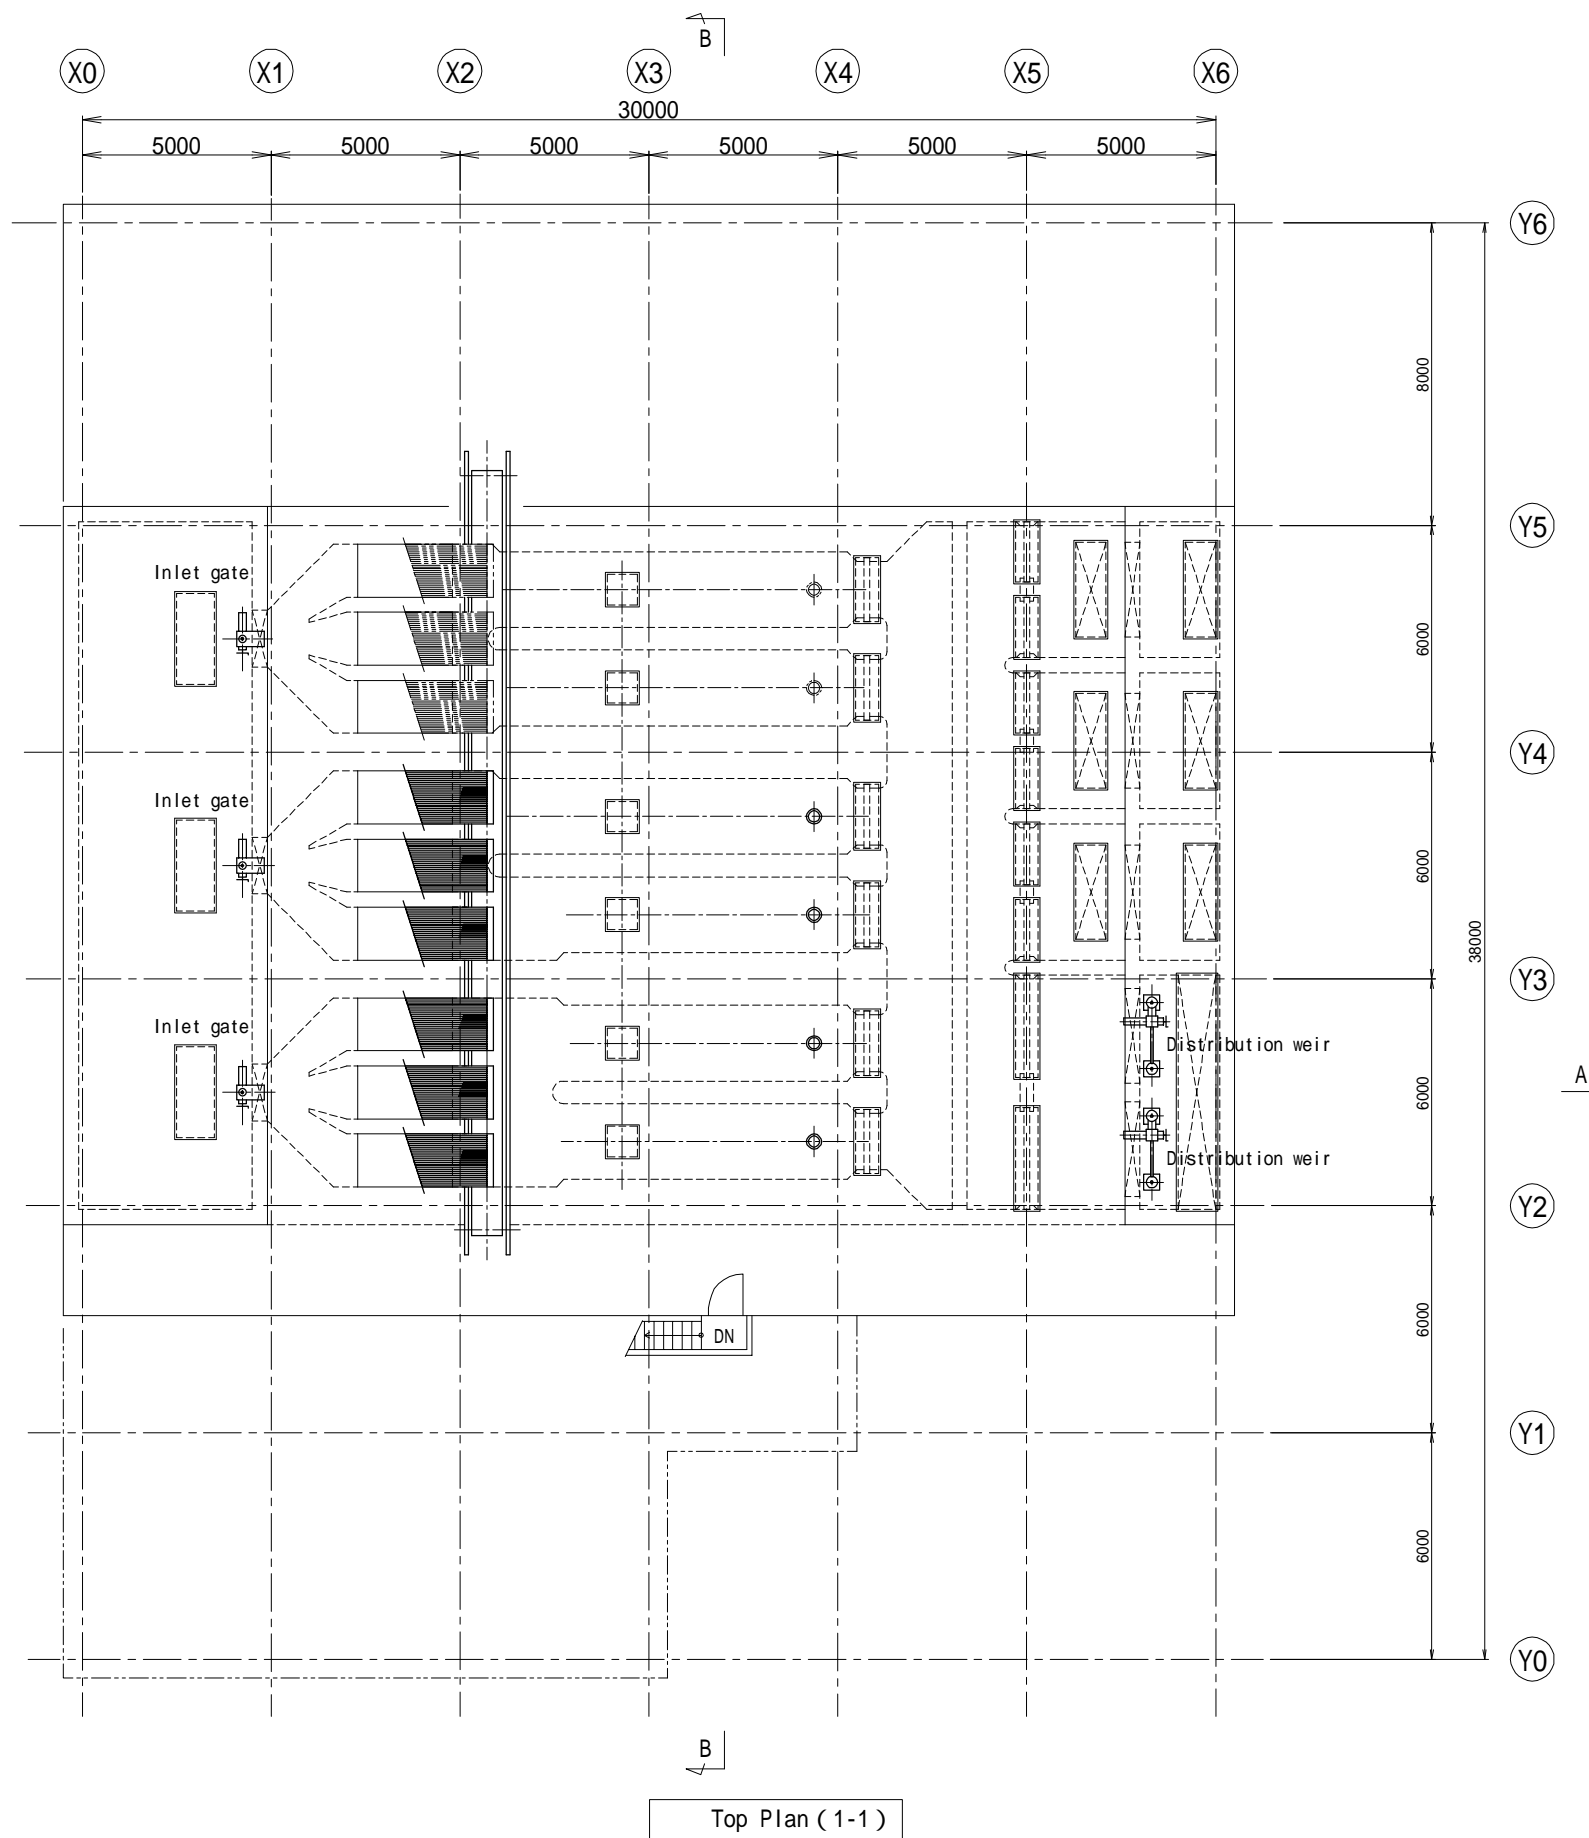 B
X0 X1 X2 X3 X4 X5 X6
30000
5000 5000 5000 5000 5000 5000
Y6
8000
Y5
Inlet gate
6000
Y4
Inlet gate
6000
38000
Y3
Inlet gate
Distribution weir
6000
A
Distribution weir
Y2
DN
6000
Y1
6000
Y0
B
Top Plan ( 1-1 )